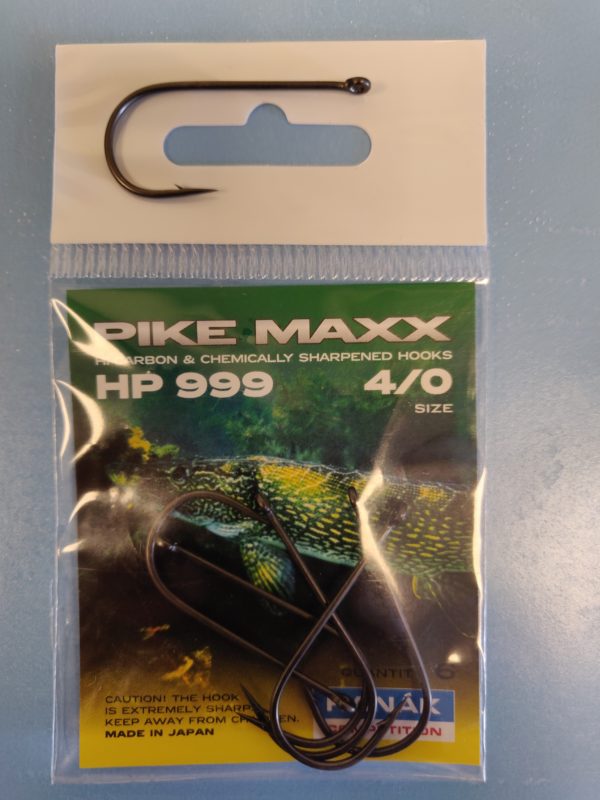 PIKE MAXX
& CHEMICALLY SHARPENED HOOKS
HP 999 4/0
SIZE
6
CAUTION! THE HOOK
IS EXTREMELY SHARP
KEEP AWAY FROM
MADE IN JAPAN